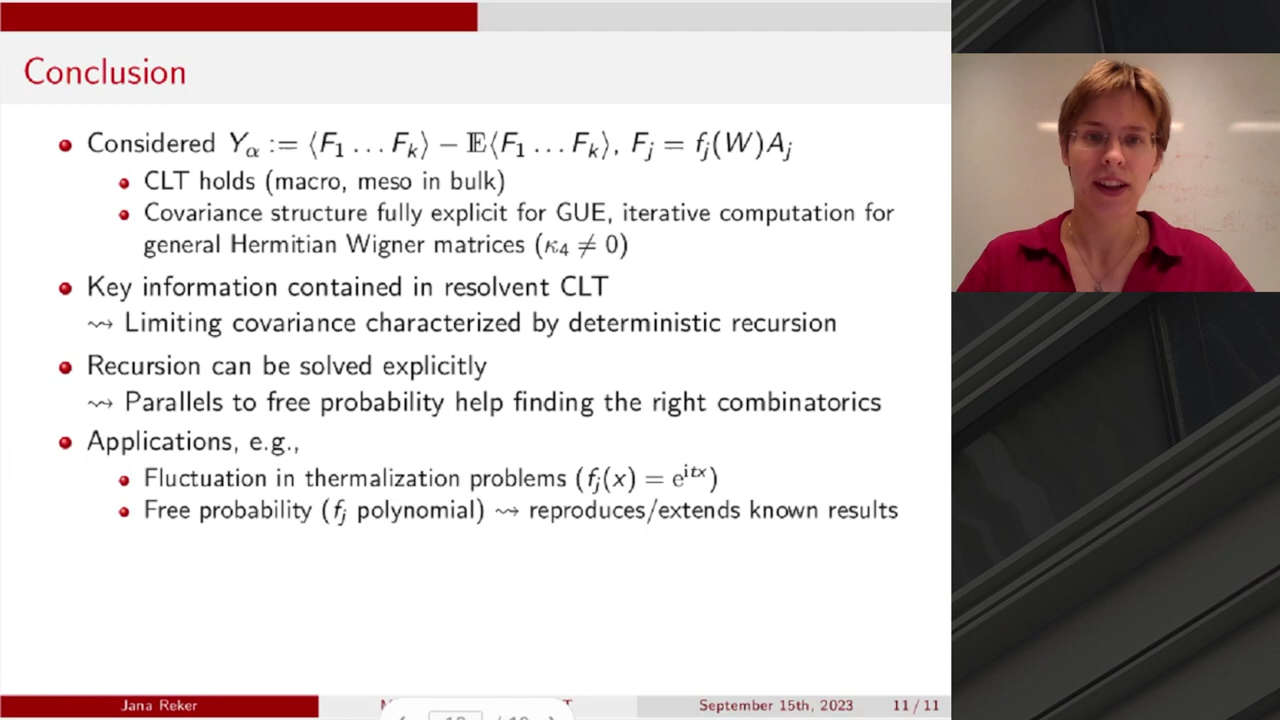 Conclusion
Considered Y_α := ⟨F_1 … F_k⟩ − 𝔼⟨F_1 … F_k⟩, F_j = f_j(W)A_j
CLT holds (macro, meso in bulk)
Covariance structure fully explicit for GUE, iterative computation for
general Hermitian Wigner matrices (κ_4 ≠ 0)
Key information contained in resolvent CLT
⇝ Limiting covariance characterized by deterministic recursion
Recursion can be solved explicitly
⇝ Parallels to free probability help finding the right combinatorics
Applications, e.g.,
Fluctuation in thermalization problems (f_j(x) = e^{itx})
Free probability (f_j polynomial) ⇝ reproduces/extends known results
Jana Reker
September 15th, 2023 11 / 11